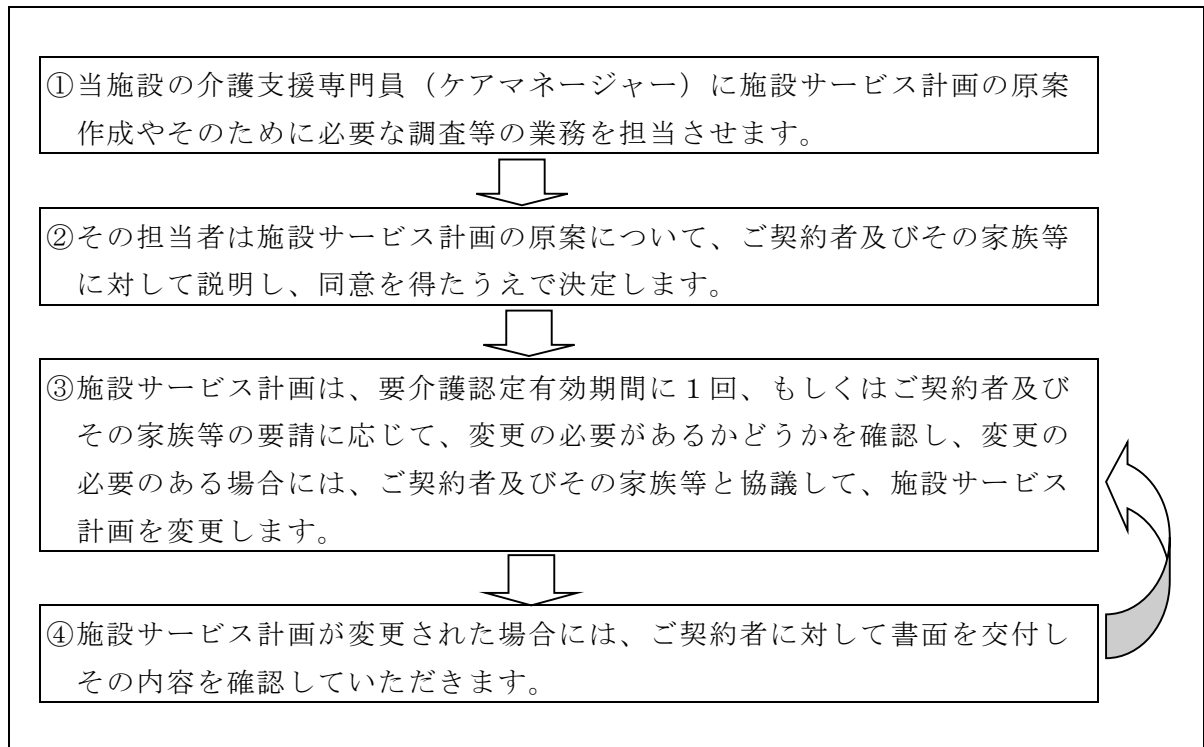 ①当施設の介護支援専門員（ケアマネージャー）に施設サービス計画の原案
作成やそのために必要な調査等の業務を担当させます。
②その担当者は施設サービス計画の原案について、ご契約者及びその家族等
に対して説明し、同意を得たうえで決定します。
③施設サービス計画は、要介護認定有効期間に１回、もしくはご契約者及び
その家族等の要請に応じて、変更の必要があるかどうかを確認し、変更の
必要のある場合には、ご契約者及びその家族等と協議して、施設サービス
計画を変更します。
④施設サービス計画が変更された場合には、ご契約者に対して書面を交付し
その内容を確認していただきます。